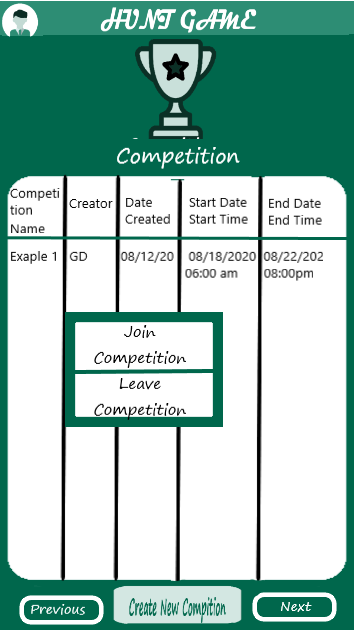 HUNT GAME
Competition
Competi
tion
Name
Creator
Date
Created
Start Date
Start Time
End Date
End Time
Exaple 1
GD
08/12/20
08/18/2020
06:00 am
08/22/202
08:00pm
Join
Competition
Leave
Competition
Previous
Create New Compition
Next